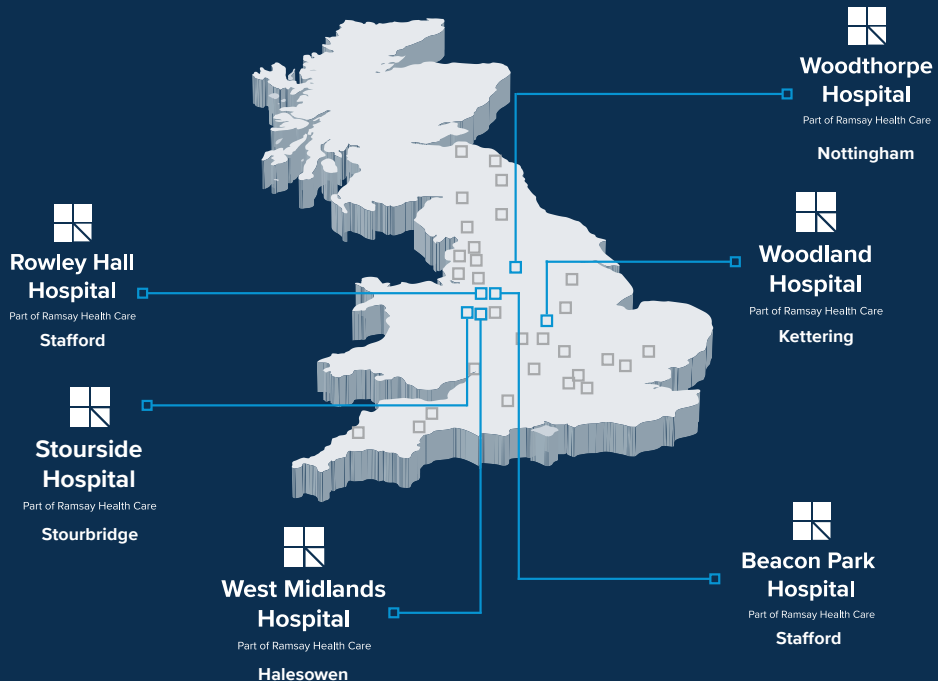 Woodthorpe
Hospital
Part of Ramsay Health Care
Nottingham
Woodland
Hospital
Part of Ramsay Health Care
Kettering
Rowley Hall
Hospital
Part of Ramsay Health Care
Stafford
Stourside
Hospital
Part of Ramsay Health Care
Stourbridge
West Midlands
Hospital
Part of Ramsay Health Care
Halesowen
Beacon Park
Hospital
Part of Ramsay Health Care
Stafford